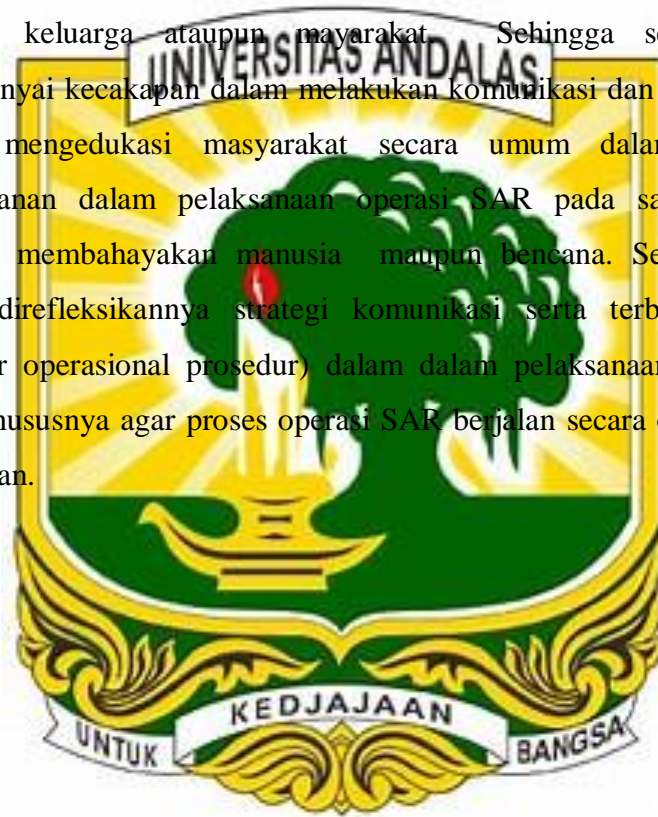 keluarga ataupun mayarakat. Sehingga se
UNIVERSITAS ANDALAS
nyai kecakapan dalam melakukan komunikasi dan
mengedukasi masyarakat secara umum dala
anan dalam pelaksanaan operasi SAR pada sa
membahayakan manusia maupun bencana. Se
direfleksikannya strategi komunikasi serta terb
r operasional prosedur) dalam dalam pelaksanaan
hususnya agar proses operasi SAR berjalan secara
an.
UNTUK KEDJAJAAN BANGSA